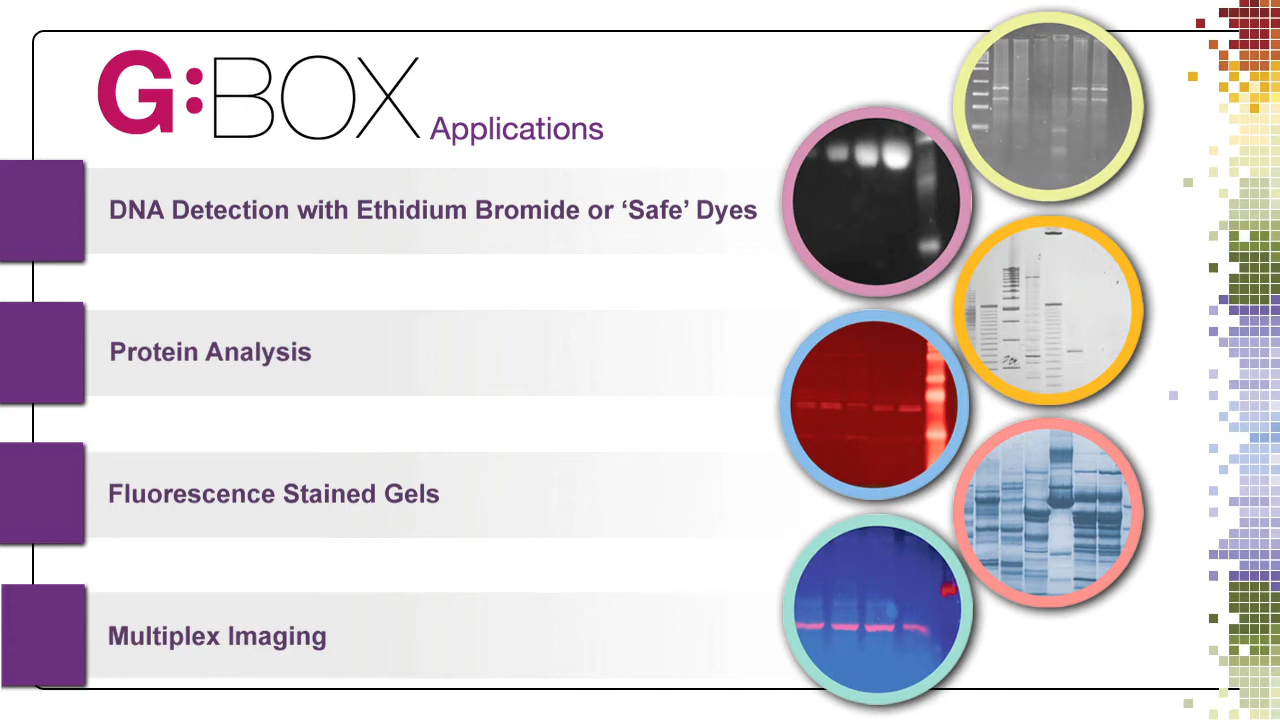 G:BOX Applications
DNA Detection with Ethidium Bromide or ‘Safe’ Dyes
Protein Analysis
Fluorescence Stained Gels
Multiplex Imaging